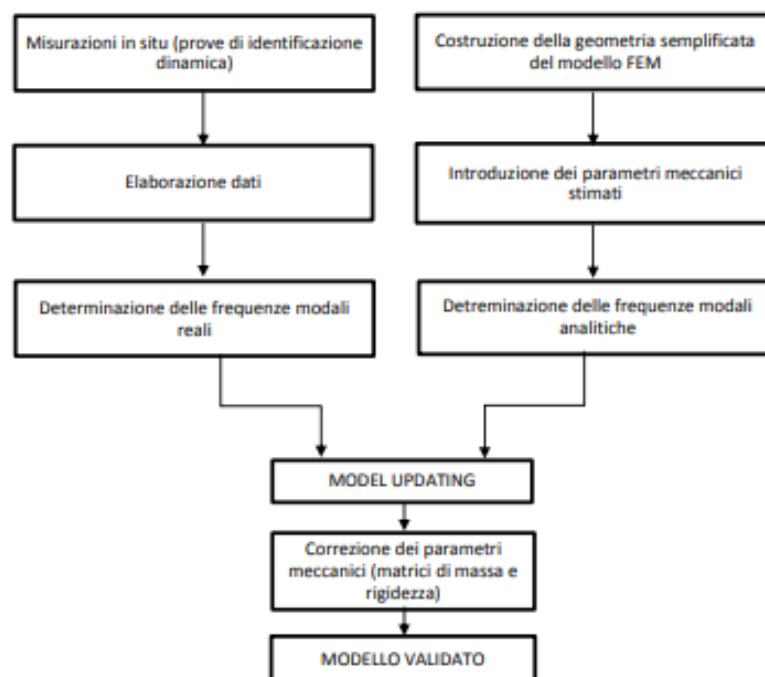 Misurazioni in situ (prove di identificazione
dinamica)
Costruzione della geometria semplificata
del modello FEM
Elaborazione dati
Introduzione dei parametri meccanici
stimati
Determinazione delle frequenze modali
reali
Detreminazione delle frequenze modali
analitiche
MODEL UPDATING
Correzione dei parametri
meccanici (matrici di massa e
rigidezza)
MODELLO VALIDATO